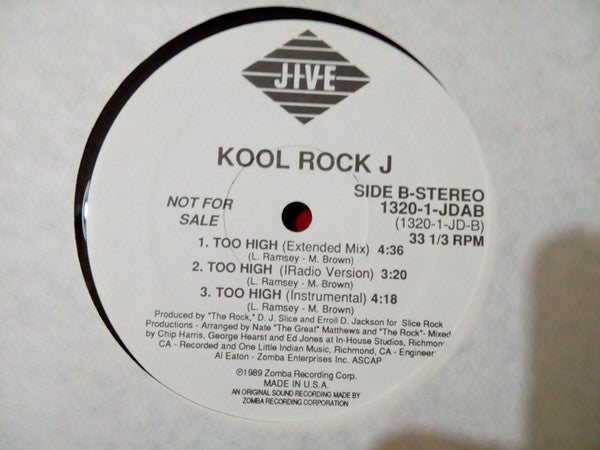 JIVE
KOOL ROCK J
NOT FOR
SALE
SIDE B-STEREO
1320-1-JDAB
(1320-1-JD-B)
33 1/3 RPM
1. TOO HIGH (Extended Mix) 4:36
(L. Ramsey - M. Brown)
2. TOO HIGH (IRadio Version) 3:20
(L. Ramsey - M. Brown)
3. TOO HIGH (Instrumental) 4:18
(L. Ramsey - M. Brown)
Produced by "The Rock," D. J. Slice and Erroll D. Jackson for Slice Rock
Productions - Arranged by Nate "The Great" Matthews and "The Rock"- Mixed
by Chip Harris, George Hearst and Ed Jones at In-House Studios, Richmond
CA - Recorded and One Little Indian Music, Richmond, CA - Engineer
Al Eaton - Zomba Enterprises Inc. ASCAP
℗1989 Zomba Recording Corp.
MADE IN U.S.A.
AN ORIGINAL SOUND RECORDING MADE BY
ZOMBA RECORDING CORPORATION